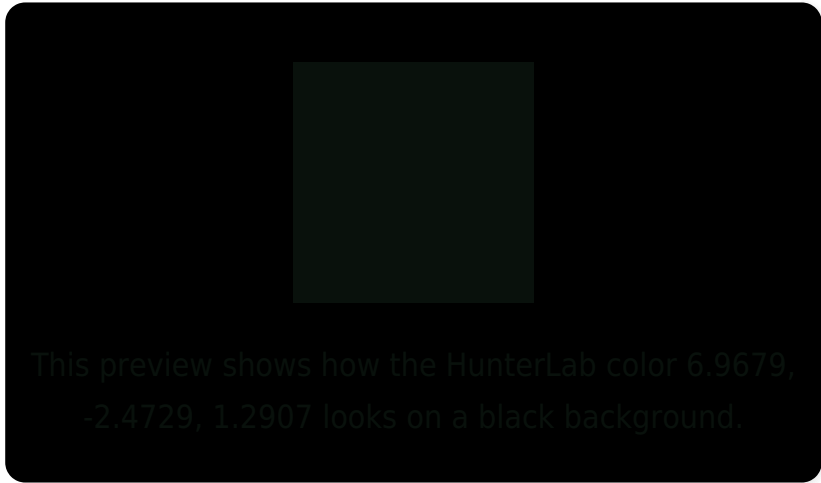 This preview shows how the HunterLab color 6.9679,
-2.4729, 1.2907 looks on a black background.